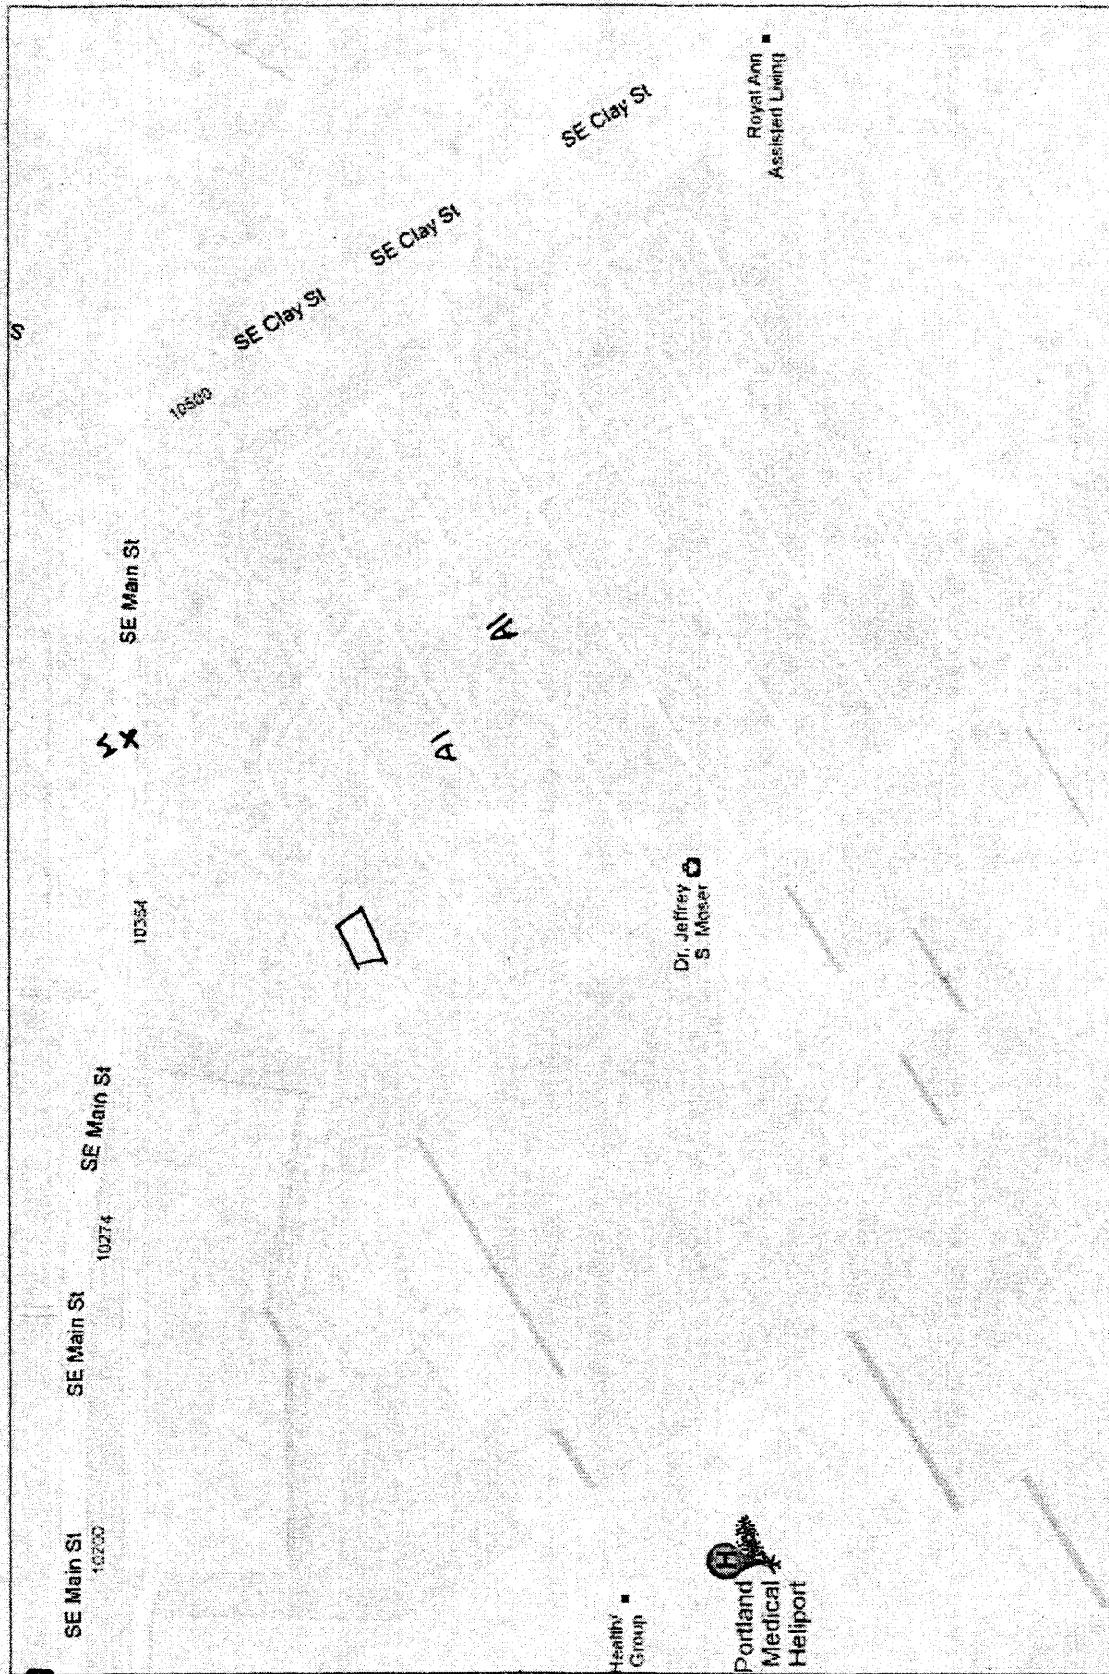 SE Main St
10200
SE Main St
10274
SE Main St
10354
X
SE Main St
10500
SE Clay St
SE Clay St
SE Clay St
S
A1
A1
Dr. Jeffrey
S. Moser
Royal Ann
Assisted Living
Health
Group
H
Portland
Medical
Heliport